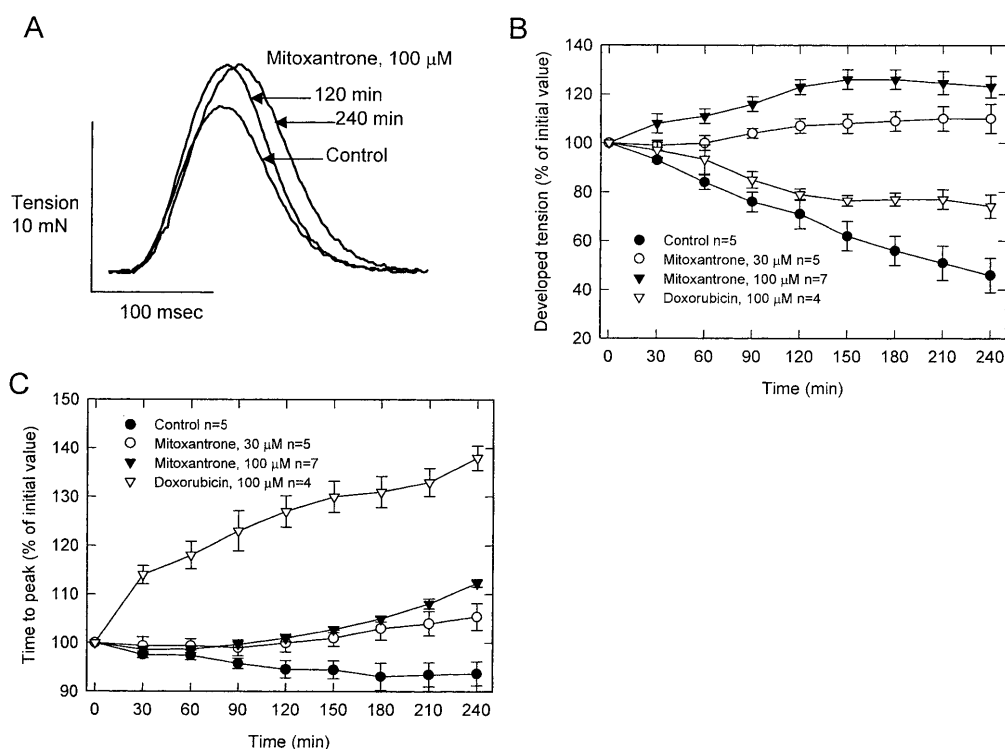 A
Mitoxantrone, 100 µM
120 min
240 min
Control
Tension
10 mN
100 msec
B
140
120
100
80
60
40
20
Developed tension (% of initial value)
Control n=5
Mitoxantrone, 30 µM n=5
Mitoxantrone, 100 µM n=7
Doxorubicin, 100 µM n=4
0 30 60 90 120 150 180 210 240
Time (min)
C
150
140
130
120
110
100
90
Time to peak (% of initial value)
Control n=5
Mitoxantrone, 30 µM n=5
Mitoxantrone, 100 µM n=7
Doxorubicin, 100 µM n=4
0 30 60 90 120 150 180 210 240
Time (min)